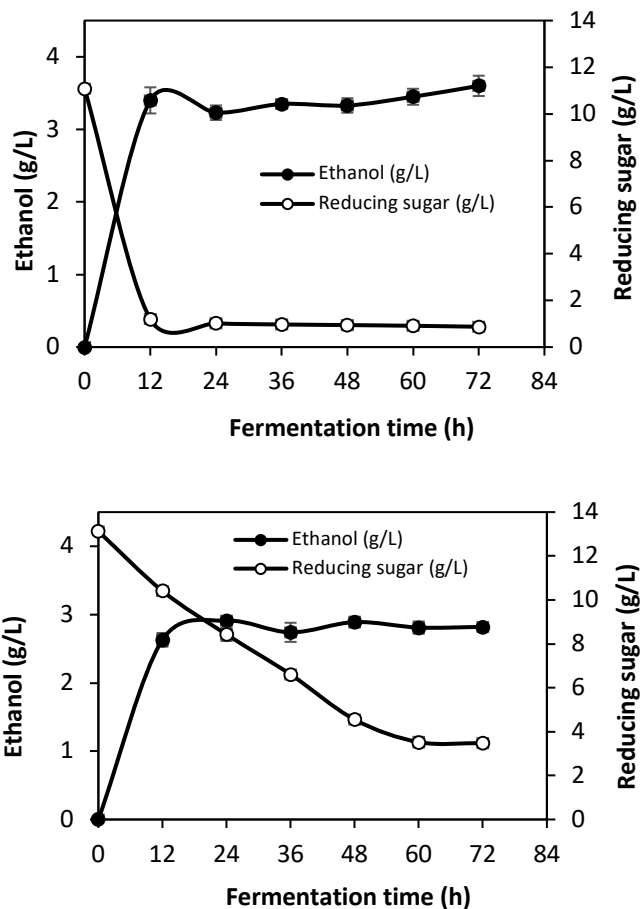 4
3
2
1
0
Ethanol (g/L)
14
12
10
8
6
4
2
0
Reducing sugar (g/L)
Ethanol (g/L)
Reducing sugar (g/L)
0 12 24 36 48 60 72 84
Fermentation time (h)
4
3
2
1
0
Ethanol (g/L)
14
12
10
8
6
4
2
0
Reducing sugar (g/L)
Ethanol (g/L)
Reducing sugar (g/L)
0 12 24 36 48 60 72 84
Fermentation time (h)